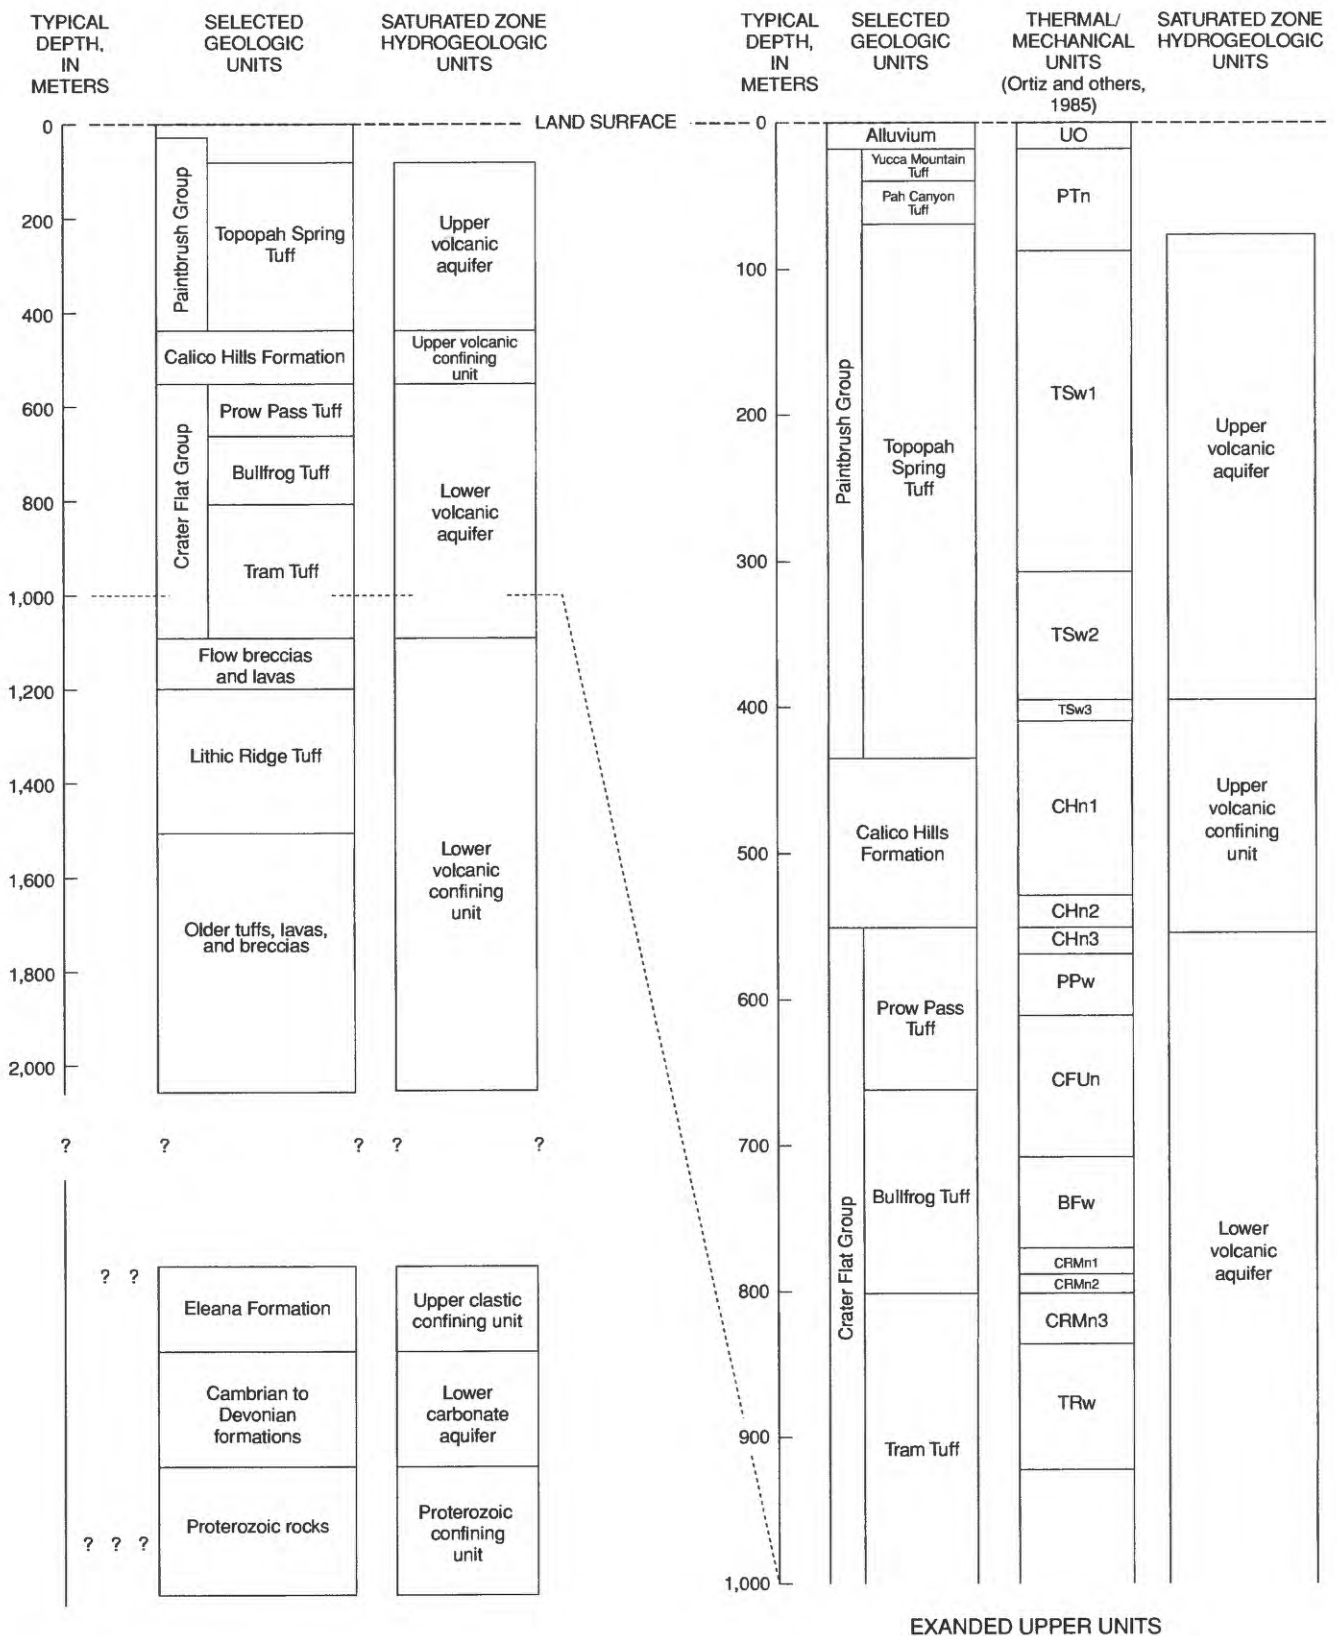 TYPICAL
DEPTH,
IN
METERS
SELECTED
GEOLOGIC
UNITS
SATURATED ZONE
HYDROGEOLOGIC
UNITS
0
200
400
600
800
1,000
1,200
1,400
1,600
1,800
2,000
?
LAND SURFACE
Paintbrush Group
Topopah Spring
Tuff
Calico Hills Formation
Crater Flat Group
Prow Pass Tuff
Bullfrog Tuff
Tram Tuff
Flow breccias
and lavas
Lithic Ridge Tuff
Older tuffs, lavas,
and breccias
? ?
Upper
volcanic
aquifer
Upper volcanic
confining
unit
Lower
volcanic
aquifer
Lower
volcanic
confining
unit
? ?
? ?
Eleana Formation
Upper clastic
confining unit
Cambrian to
Devonian
formations
Lower
carbonate
aquifer
? ? ?
Proterozoic rocks
Proterozoic
confining
unit
TYPICAL
DEPTH,
IN
METERS
SELECTED
GEOLOGIC
UNITS
THERMAL/
MECHANICAL
UNITS
(Ortiz and others,
1985)
SATURATED ZONE
HYDROGEOLOGIC
UNITS
0
100
200
300
400
500
600
700
800
900
1,000
Alluvium
Paintbrush Group
Yucca Mountain
Tuff
Pah Canyon
Tuff
Topopah
Spring
Tuff
Calico Hills
Formation
Crater Flat Group
Prow Pass
Tuff
Bullfrog Tuff
Tram Tuff
UO
PTn
TSw1
TSw2
TSw3
CHn1
CHn2
CHn3
PPw
CFUn
BFw
CRMn1
CRMn2
CRMn3
TRw
Upper
volcanic
aquifer
Upper
volcanic
confining
unit
Lower
volcanic
aquifer
EXANDED UPPER UNITS